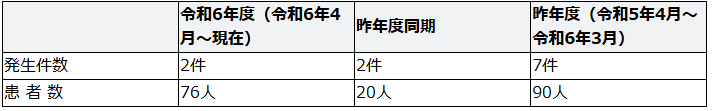 令和6年度（令和6年4
月～現在）
昨年度同期
昨年度（令和5年4月～
令和6年3月）
発生件数 2件 2件 7件
患 者 数 76人 20人 90人